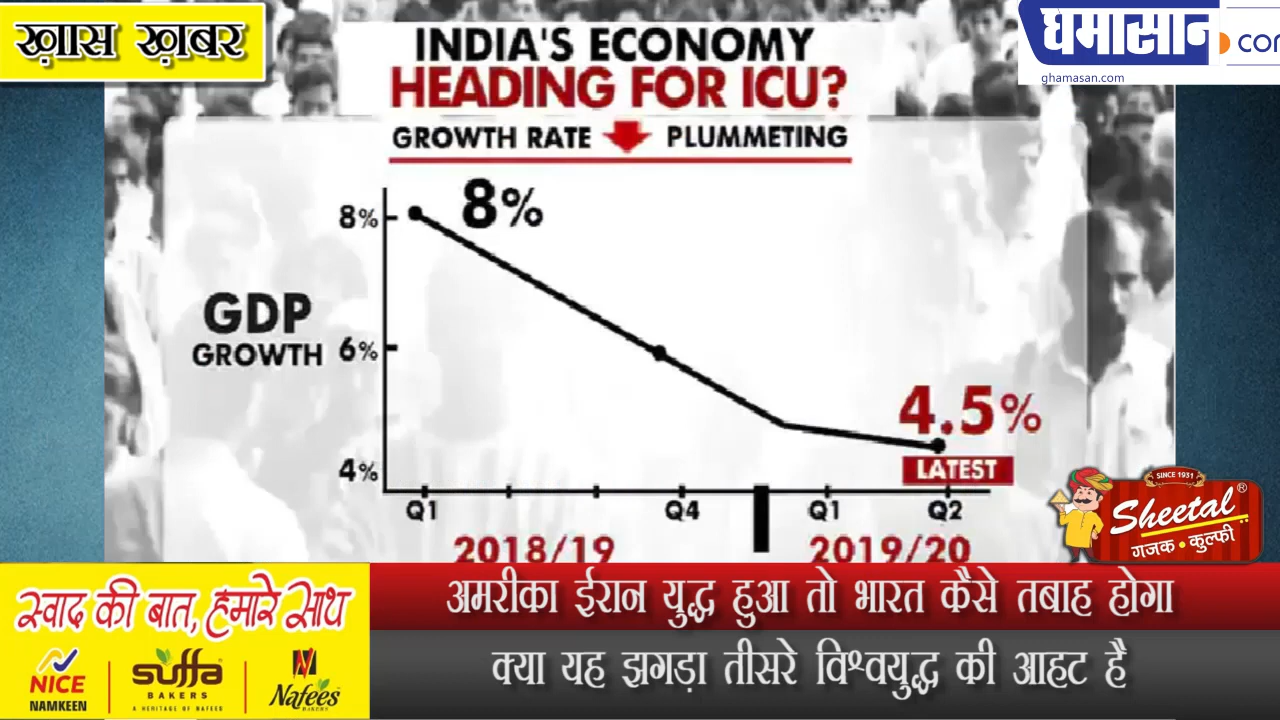 ख़ास ख़बर
घमासान.com
ghamasan.com
INDIA'S ECONOMY
HEADING FOR ICU?
GROWTH RATE PLUMMETING
8%
8%
GDP
GROWTH
6%
4.5%
LATEST
4%
Q1 Q4 Q1 Q2
2018/19 2019/20
SINCE 1931
Sheetal®
गजक • कुल्फी
स्वाद की बात, हमारे साथ
NICE
NAMKEEN
suffa
BAKERS
A HERITAGE OF NAFEES
N
Nafees
BAKERS
अमरीका ईरान युद्ध हुआ तो भारत कैसे तबाह होगा
क्या यह झगड़ा तीसरे विश्वयुद्ध की आहट है